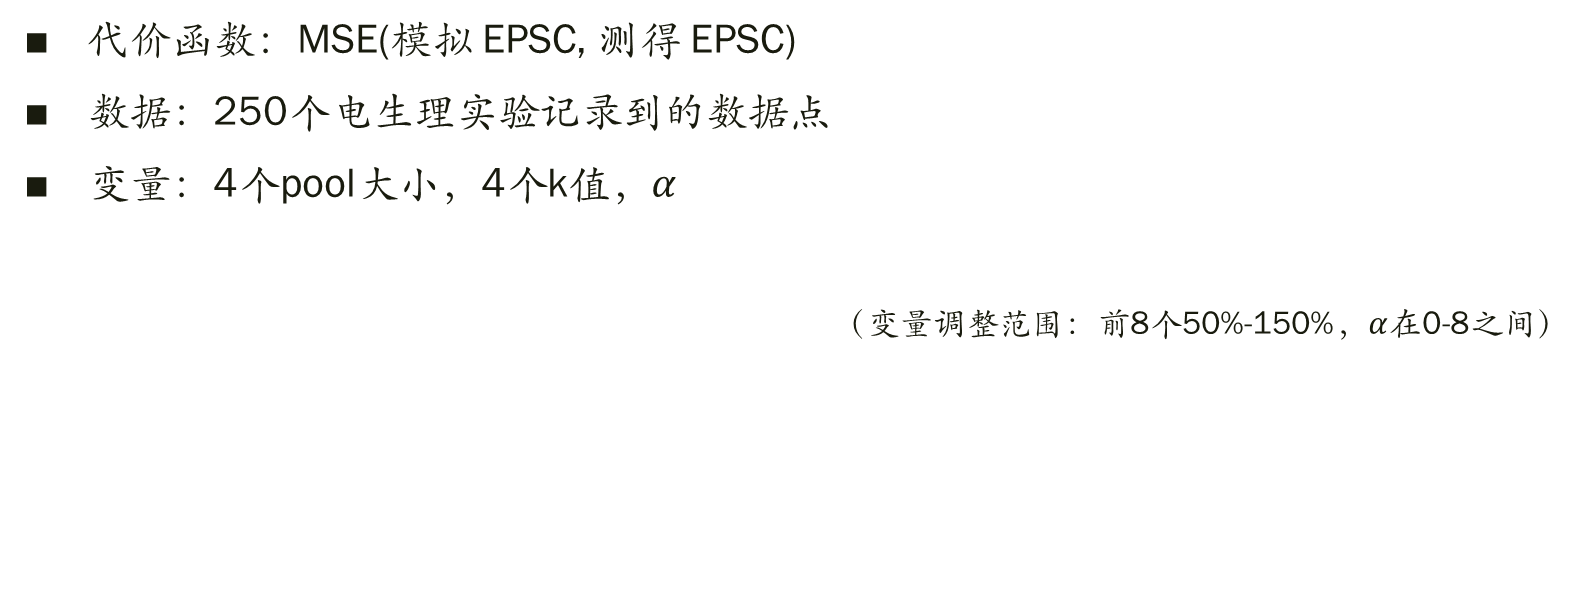 ■ 代价函数：MSE(模拟 EPSC, 测得 EPSC)
■ 数据：250个电生理实验记录到的数据点
■ 变量：4个pool大小，4个k值，α
（变量调整范围：前8个50%-150%，α在0-8之间）